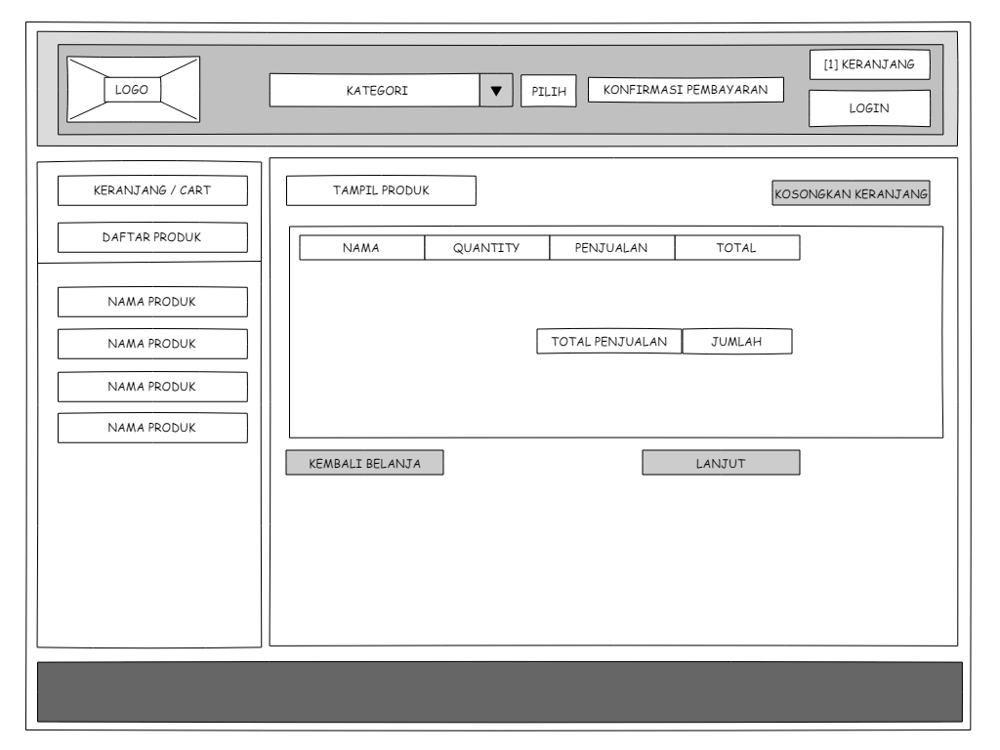 LOGO
KATEGORI
PILIH
KONFIRMASI PEMBAYARAN
[1] KERANJANG
LOGIN
KERANJANG / CART
DAFTAR PRODUK
NAMA PRODUK
NAMA PRODUK
NAMA PRODUK
NAMA PRODUK
TAMPIL PRODUK
KOSONGKAN KERANJANG
NAMA QUANTITY PENJUALAN TOTAL
TOTAL PENJUALAN JUMLAH
KEMBALI BELANJA
LANJUT